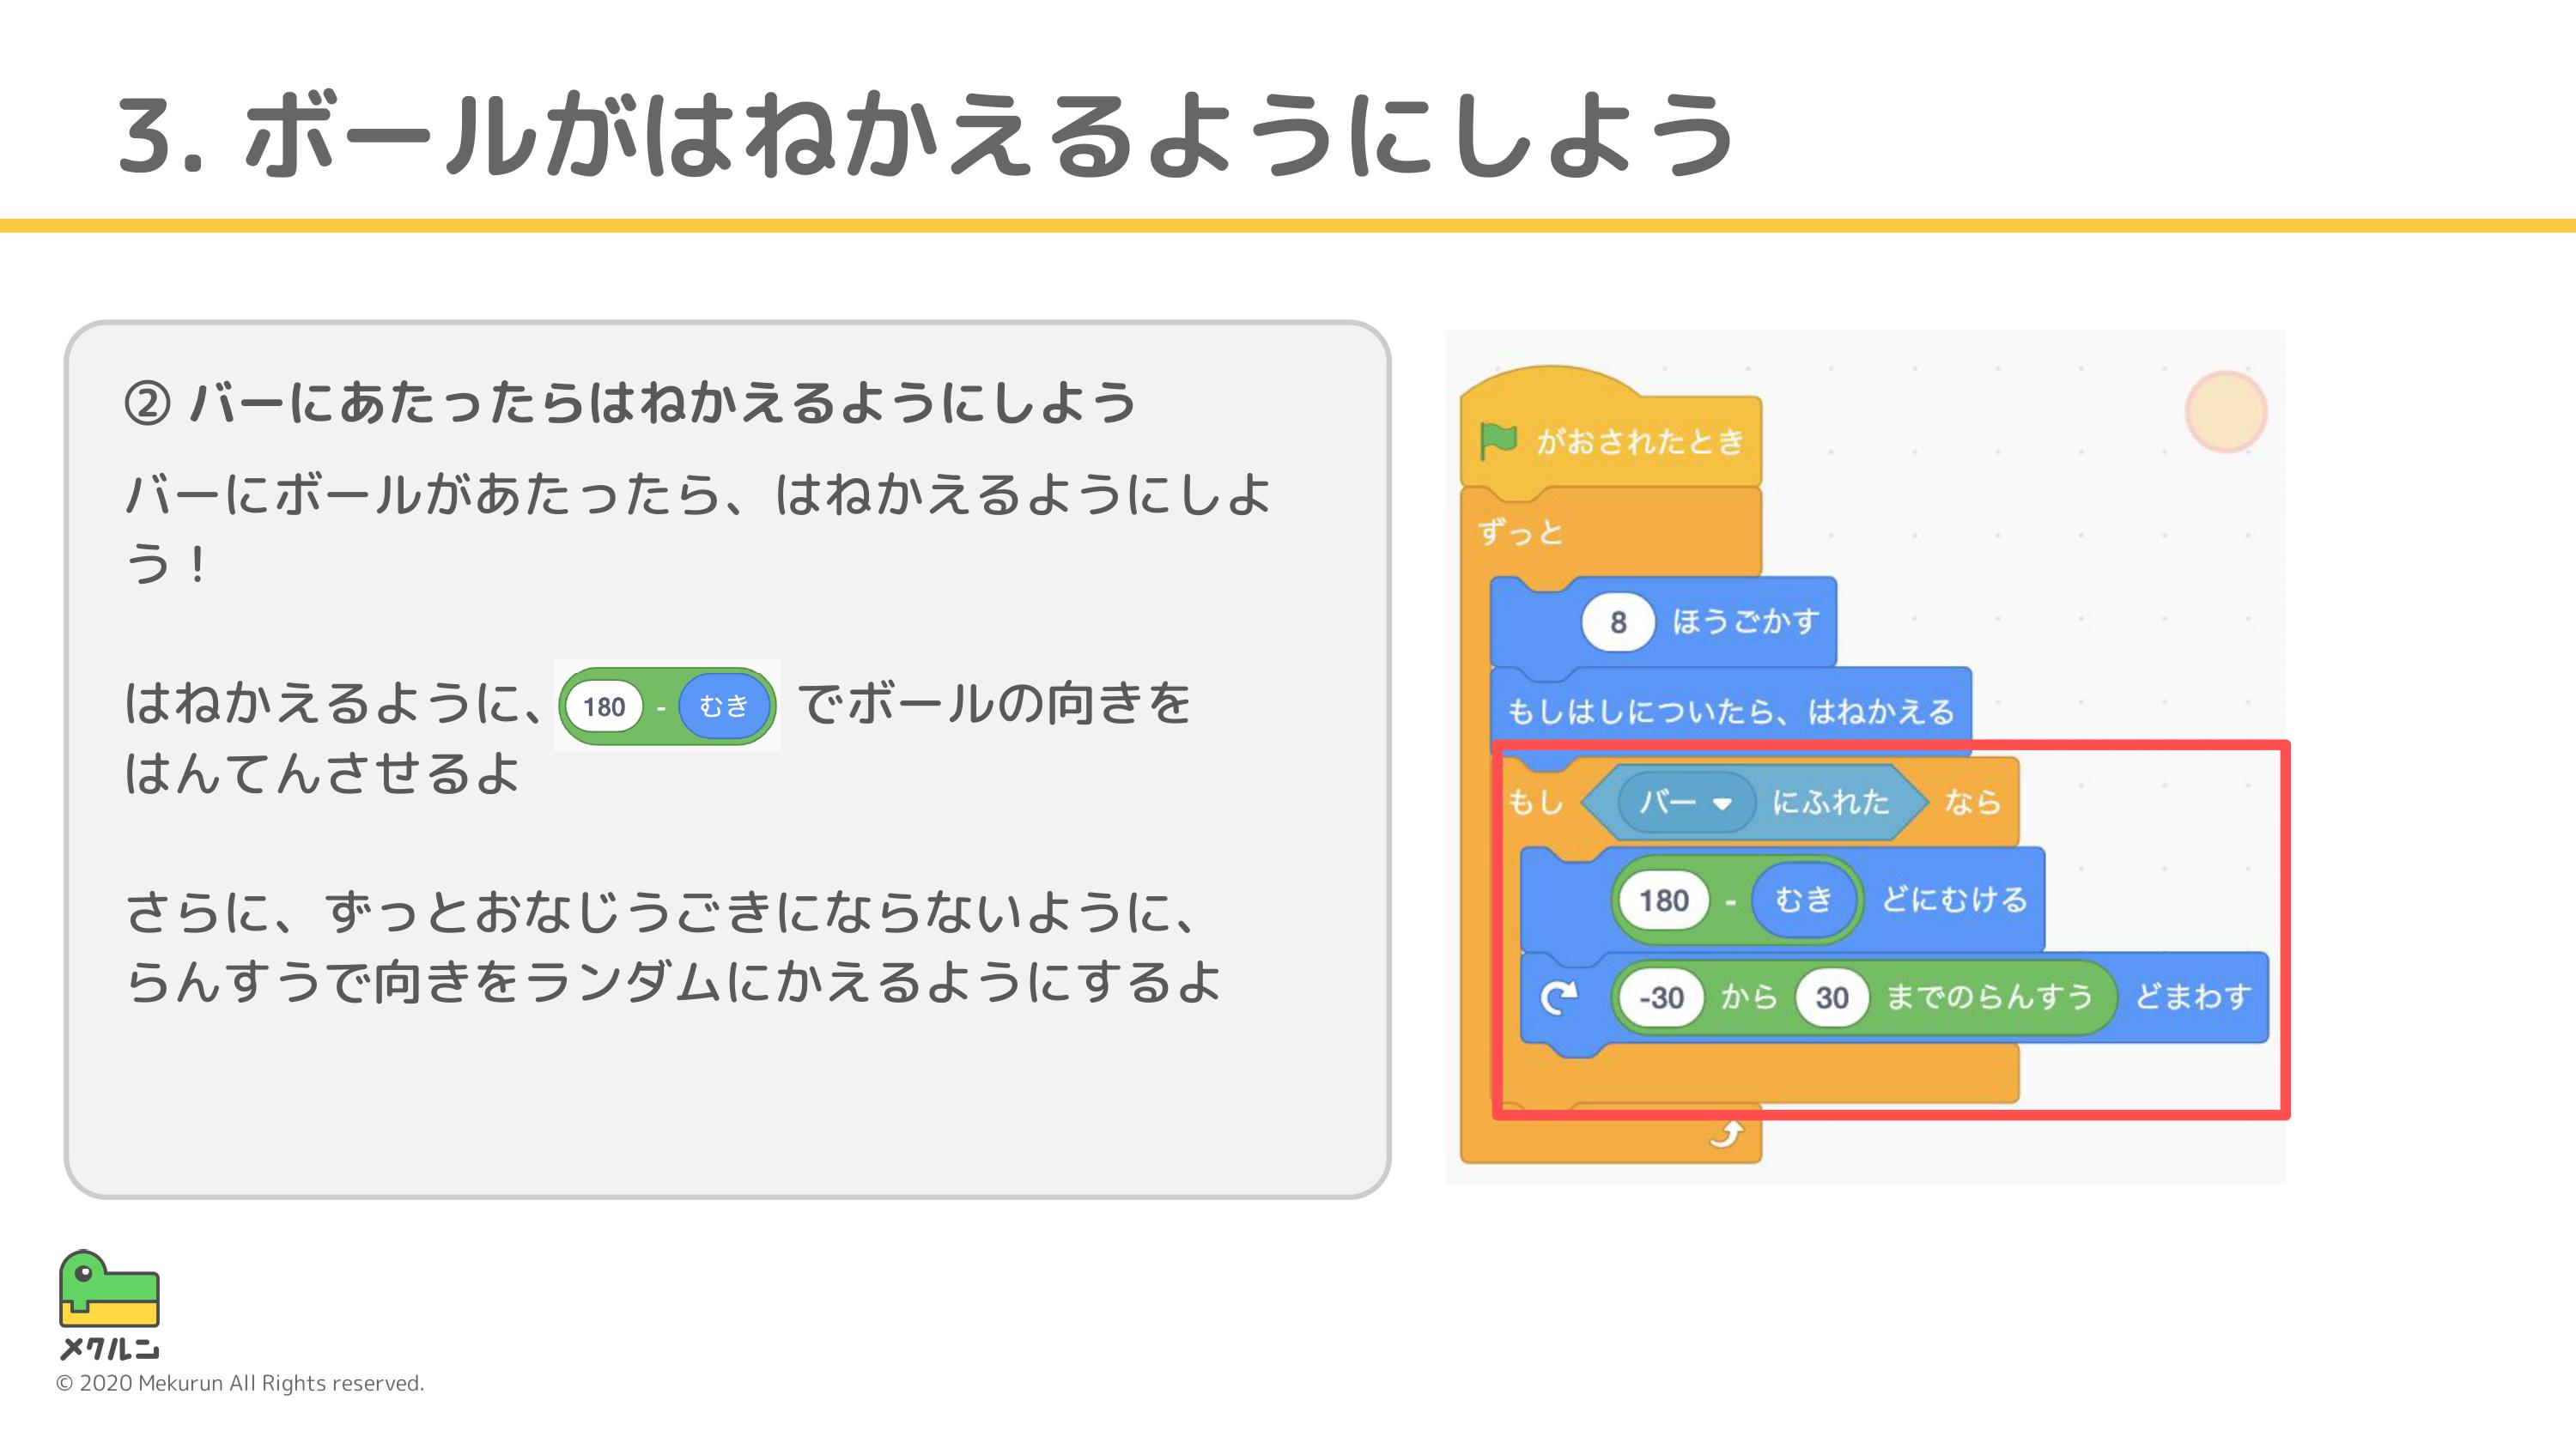 3. ボールがはねかえるようにしよう
② バーにあたったらはねかえるようにしよう
バーにボールがあたったら、はねかえるようにしよ
う！
はねかえるように、180 - むき でボールの向きを
はんてんさせるよ
さらに、ずっとおなじうごきにならないように、
らんすうで向きをランダムにかえるようにするよ
がおされたとき
ずっと
8 ほうごかす
もしはしについたら、はねかえる
もし バー にふれた なら
180 - むき どにむける
-30 から 30 までのらんすう どまわす
メクルン
© 2020 Mekurun All Rights reserved.